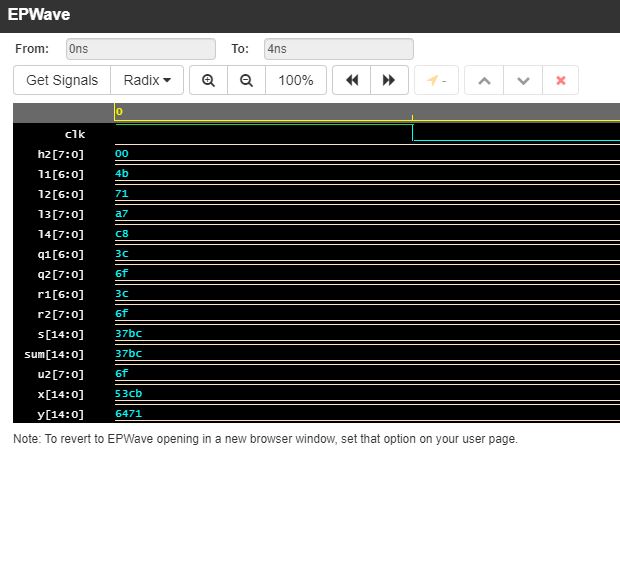 EPWave
From: 0ns To: 4ns
Get Signals Radix 100% -
0
clk
h2[7:0] 00
l1[6:0] 4b
l2[6:0] 71
l3[7:0] a7
l4[7:0] c8
q1[6:0] 3c
q2[7:0] 6f
r1[6:0] 3c
r2[7:0] 6f
s[14:0] 37bc
sum[14:0] 37bc
u2[7:0] 6f
x[14:0] 53cb
y[14:0] 6471
Note: To revert to EPWave opening in a new browser window, set that option on your user page.